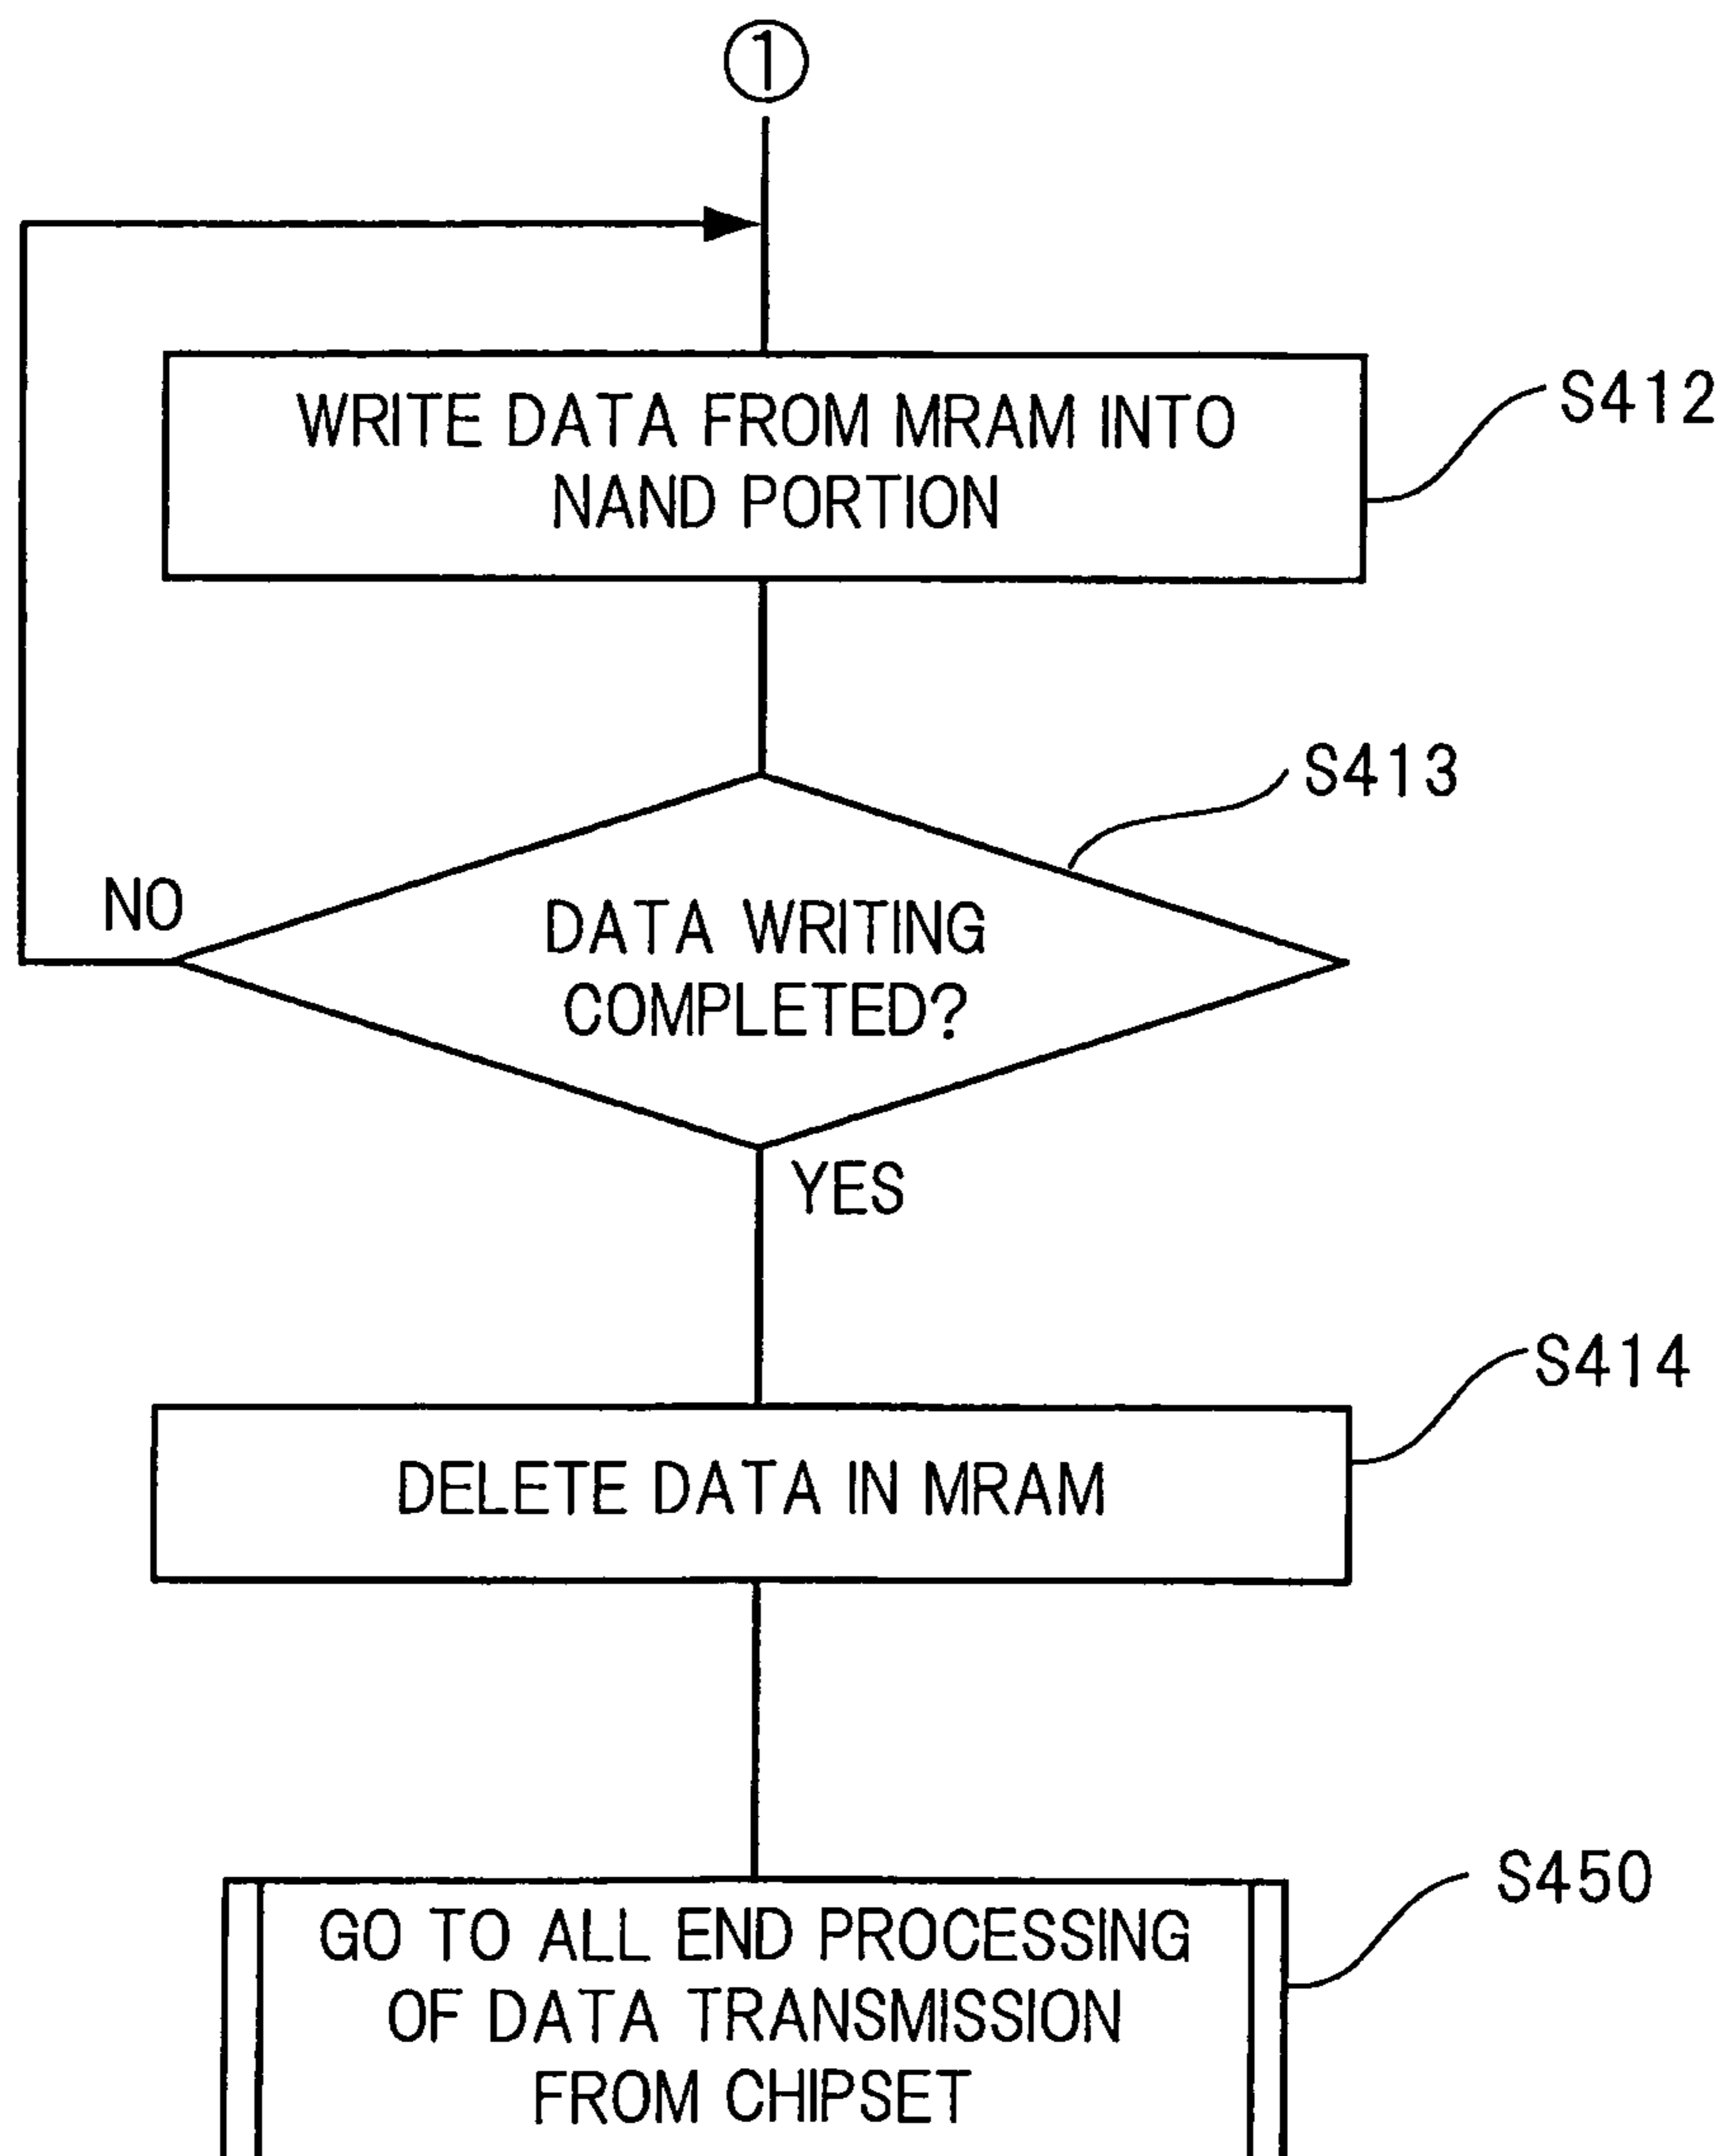 1
WRITE DATA FROM MRAM INTO
NAND PORTION
S412
S413
NO
DATA WRITING
COMPLETED?
YES
S414
DELETE DATA IN MRAM
S450
GO TO ALL END PROCESSING
OF DATA TRANSMISSION
FROM CHIPSET